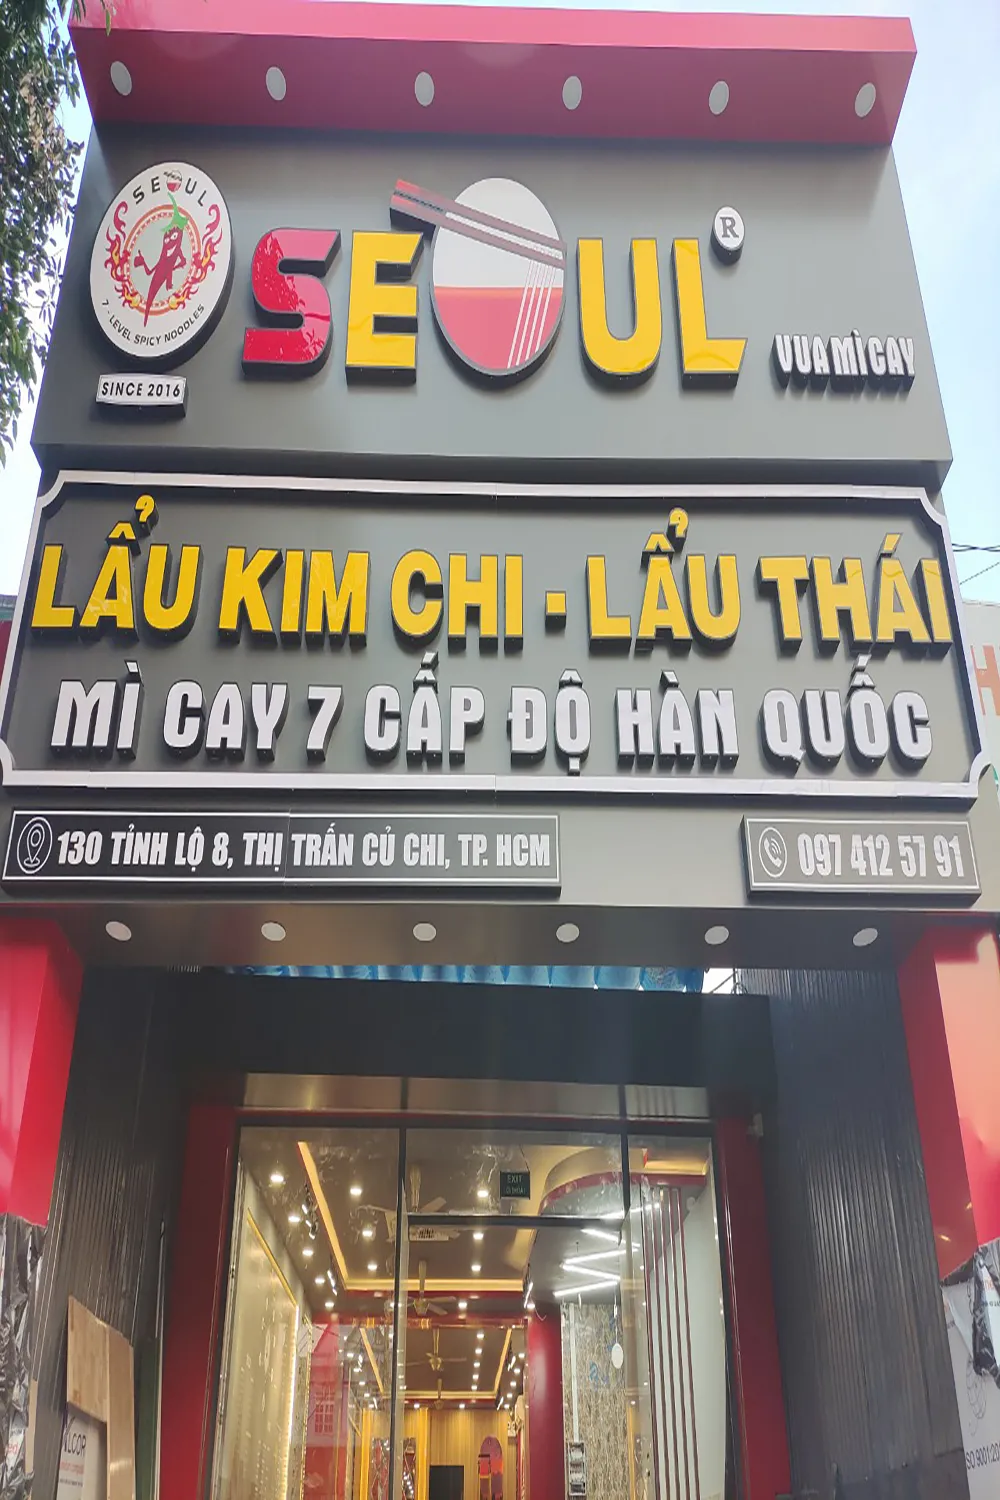 SEOUL
7 - LEVEL SPICY NOODLES
SINCE 2016
SEOUL ®
VUA MÌ CAY
LẨU KIM CHI - LẨU THÁI
MÌ CAY 7 CẤP ĐỘ HÀN QUỐC
130 TỈNH LỘ 8, THỊ TRẤN CỦ CHI, TP. HCM
097 412 57 91
EXIT